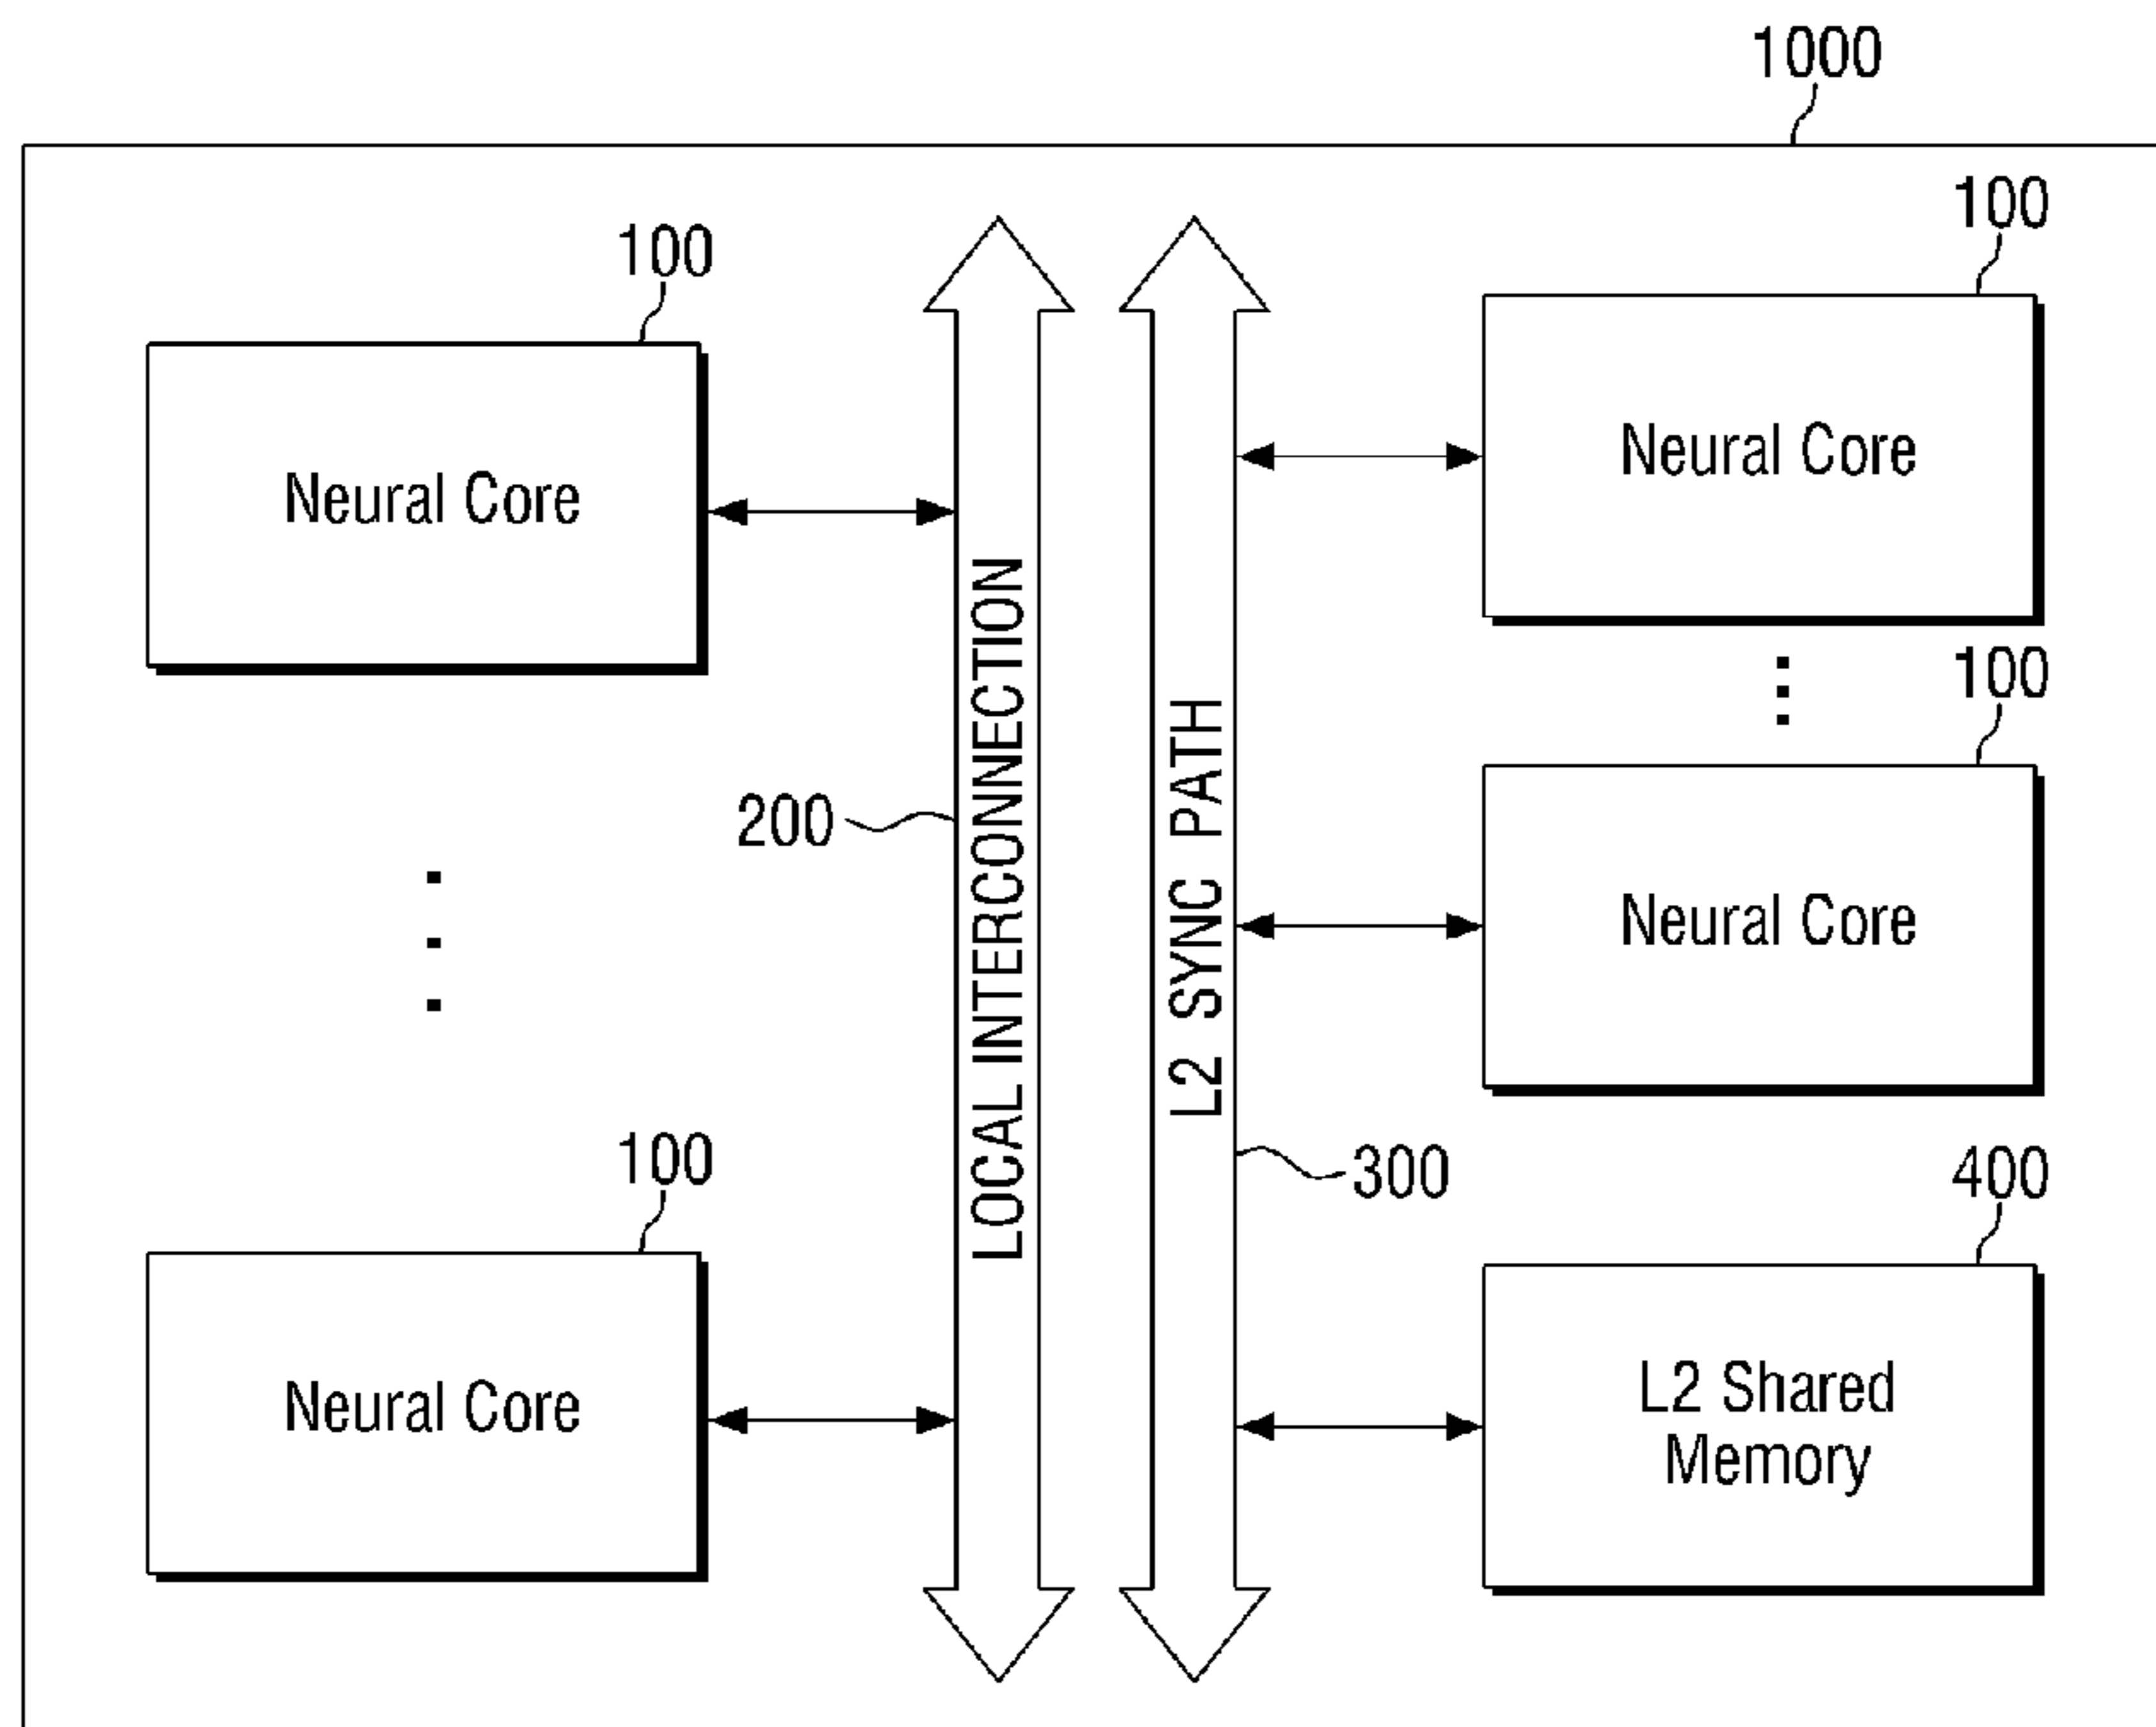 1000
100
100
Neural Core
Neural Core
100
LOCAL INTERCONNECTION
L2 SYNC PATH
200
Neural Core
100
300
400
Neural Core
L2 Shared
Memory